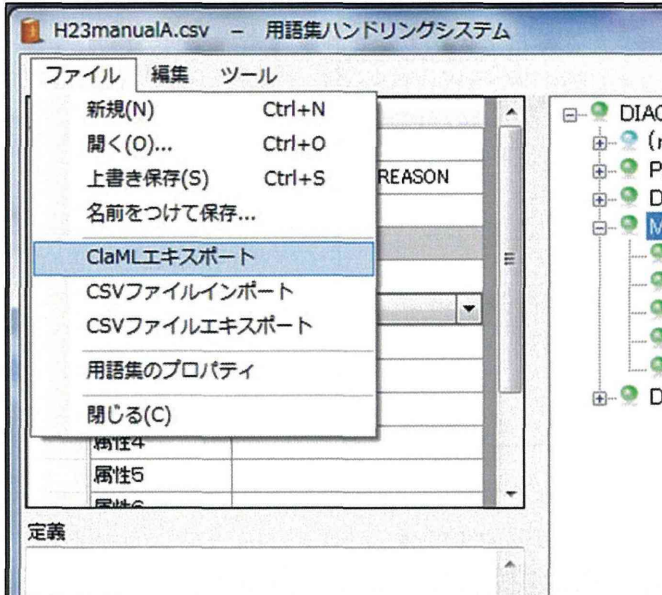 H23manualA.csv － 用語集ハンドリングシステム
ファイル 編集 ツール
新規(N) Ctrl+N
開く(O)... Ctrl+O
上書き保存(S) Ctrl+S
名前をつけて保存...
ClaMLエキスポート
CSVファイルインポート
CSVファイルエキスポート
用語集のプロパティ
閉じる(C)
REASON
属性4
属性5
定義
DIAG
P
D
M
D